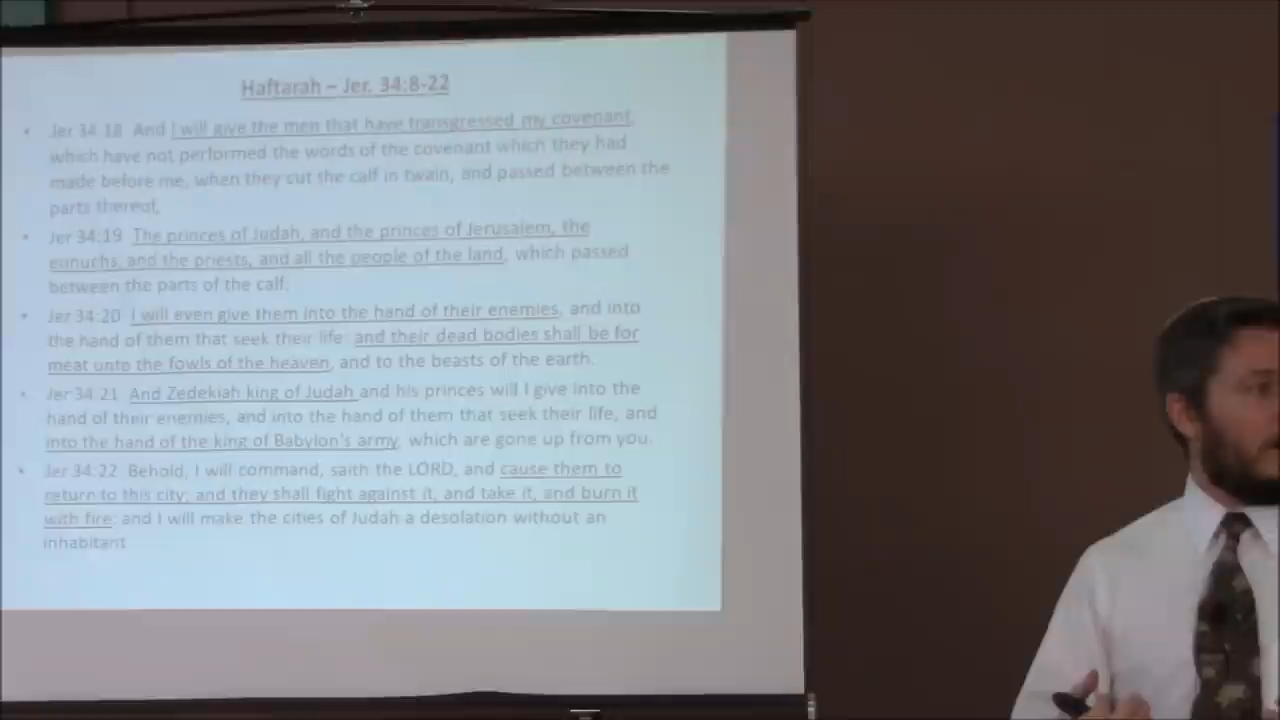 Haftarah – Jer. 34:8-22
• Jer 34:18 And I will give the men that have transgressed my covenant,
which have not performed the words of the covenant which they had
made before me, when they cut the calf in twain, and passed between the
parts thereof,
• Jer 34:19 The princes of Judah, and the princes of Jerusalem, the
eunuchs, and the priests, and all the people of the land, which passed
between the parts of the calf;
• Jer 34:20 I will even give them into the hand of their enemies, and into
the hand of them that seek their life: and their dead bodies shall be for
meat unto the fowls of the heaven, and to the beasts of the earth.
• Jer 34:21 And Zedekiah king of Judah and his princes will I give into the
hand of their enemies, and into the hand of them that seek their life, and
into the hand of the king of Babylon's army, which are gone up from you.
• Jer 34:22 Behold, I will command, saith the LORD, and cause them to
return to this city; and they shall fight against it, and take it, and burn it
with fire: and I will make the cities of Judah a desolation without an
inhabitant